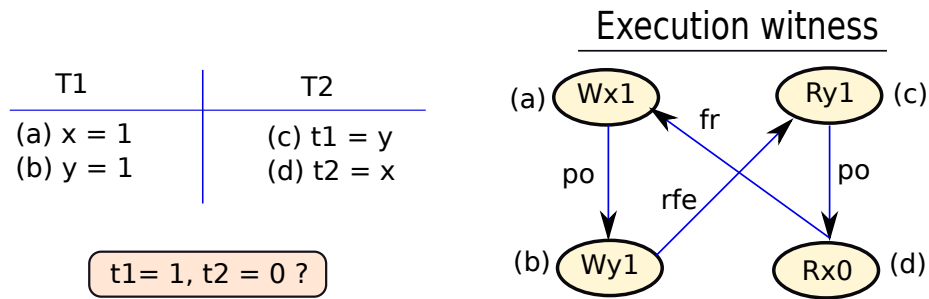 T1 T2
(a) x = 1 (c) t1 = y
(b) y = 1 (d) t2 = x
t1= 1, t2 = 0 ?
Execution witness
(a) Wx1 Ry1 (c)
fr
po po
rfe
(b) Wy1 Rx0 (d)